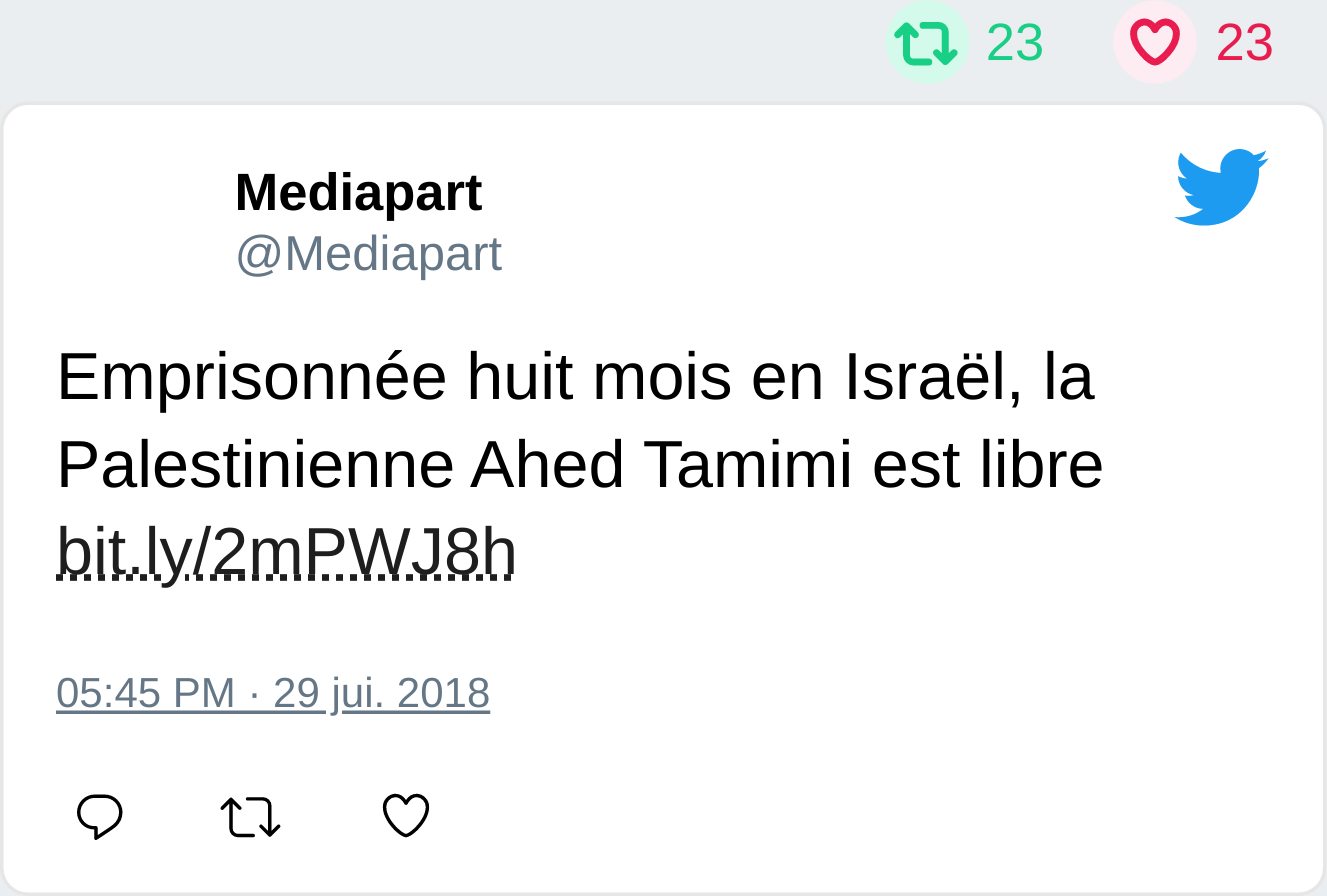 23 23
Mediapart
@Mediapart
Emprisonnée huit mois en Israël, la
Palestinienne Ahed Tamimi est libre
bit.ly/2mPWJ8h
05:45 PM · 29 jui. 2018